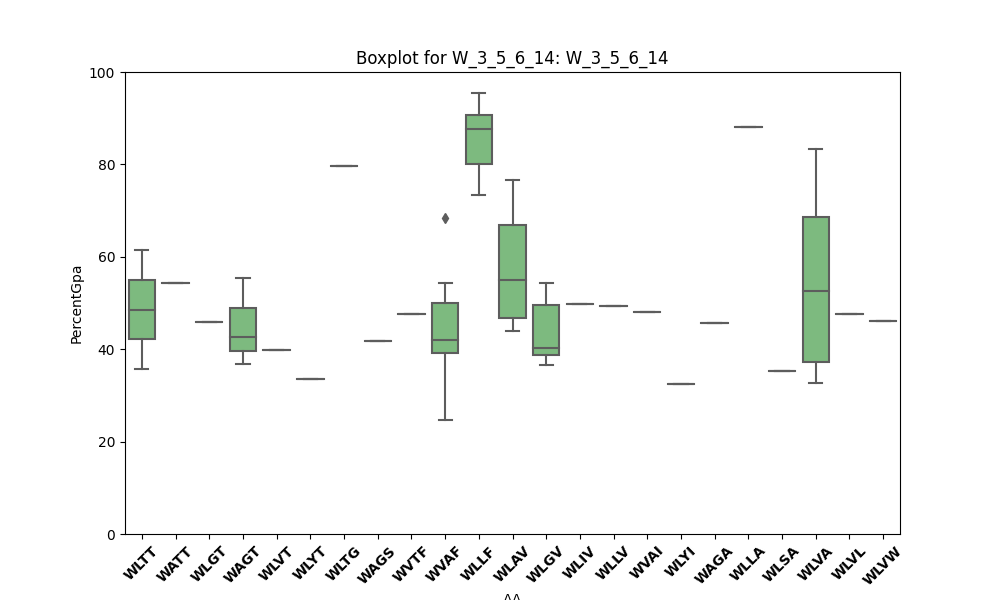 Boxplot for W_3_5_6_14: W_3_5_6_14
PercentGpa
100
80
60
40
20
0
WLTT WATT WLGT WAGT WLVT WLYT WLTG WAGS WVTF WVAF WLLF WLAV WLGV WLIV WLLV WVAI WLYI WAGA WLLA WLSA WLVA WLVL WLVW
AA